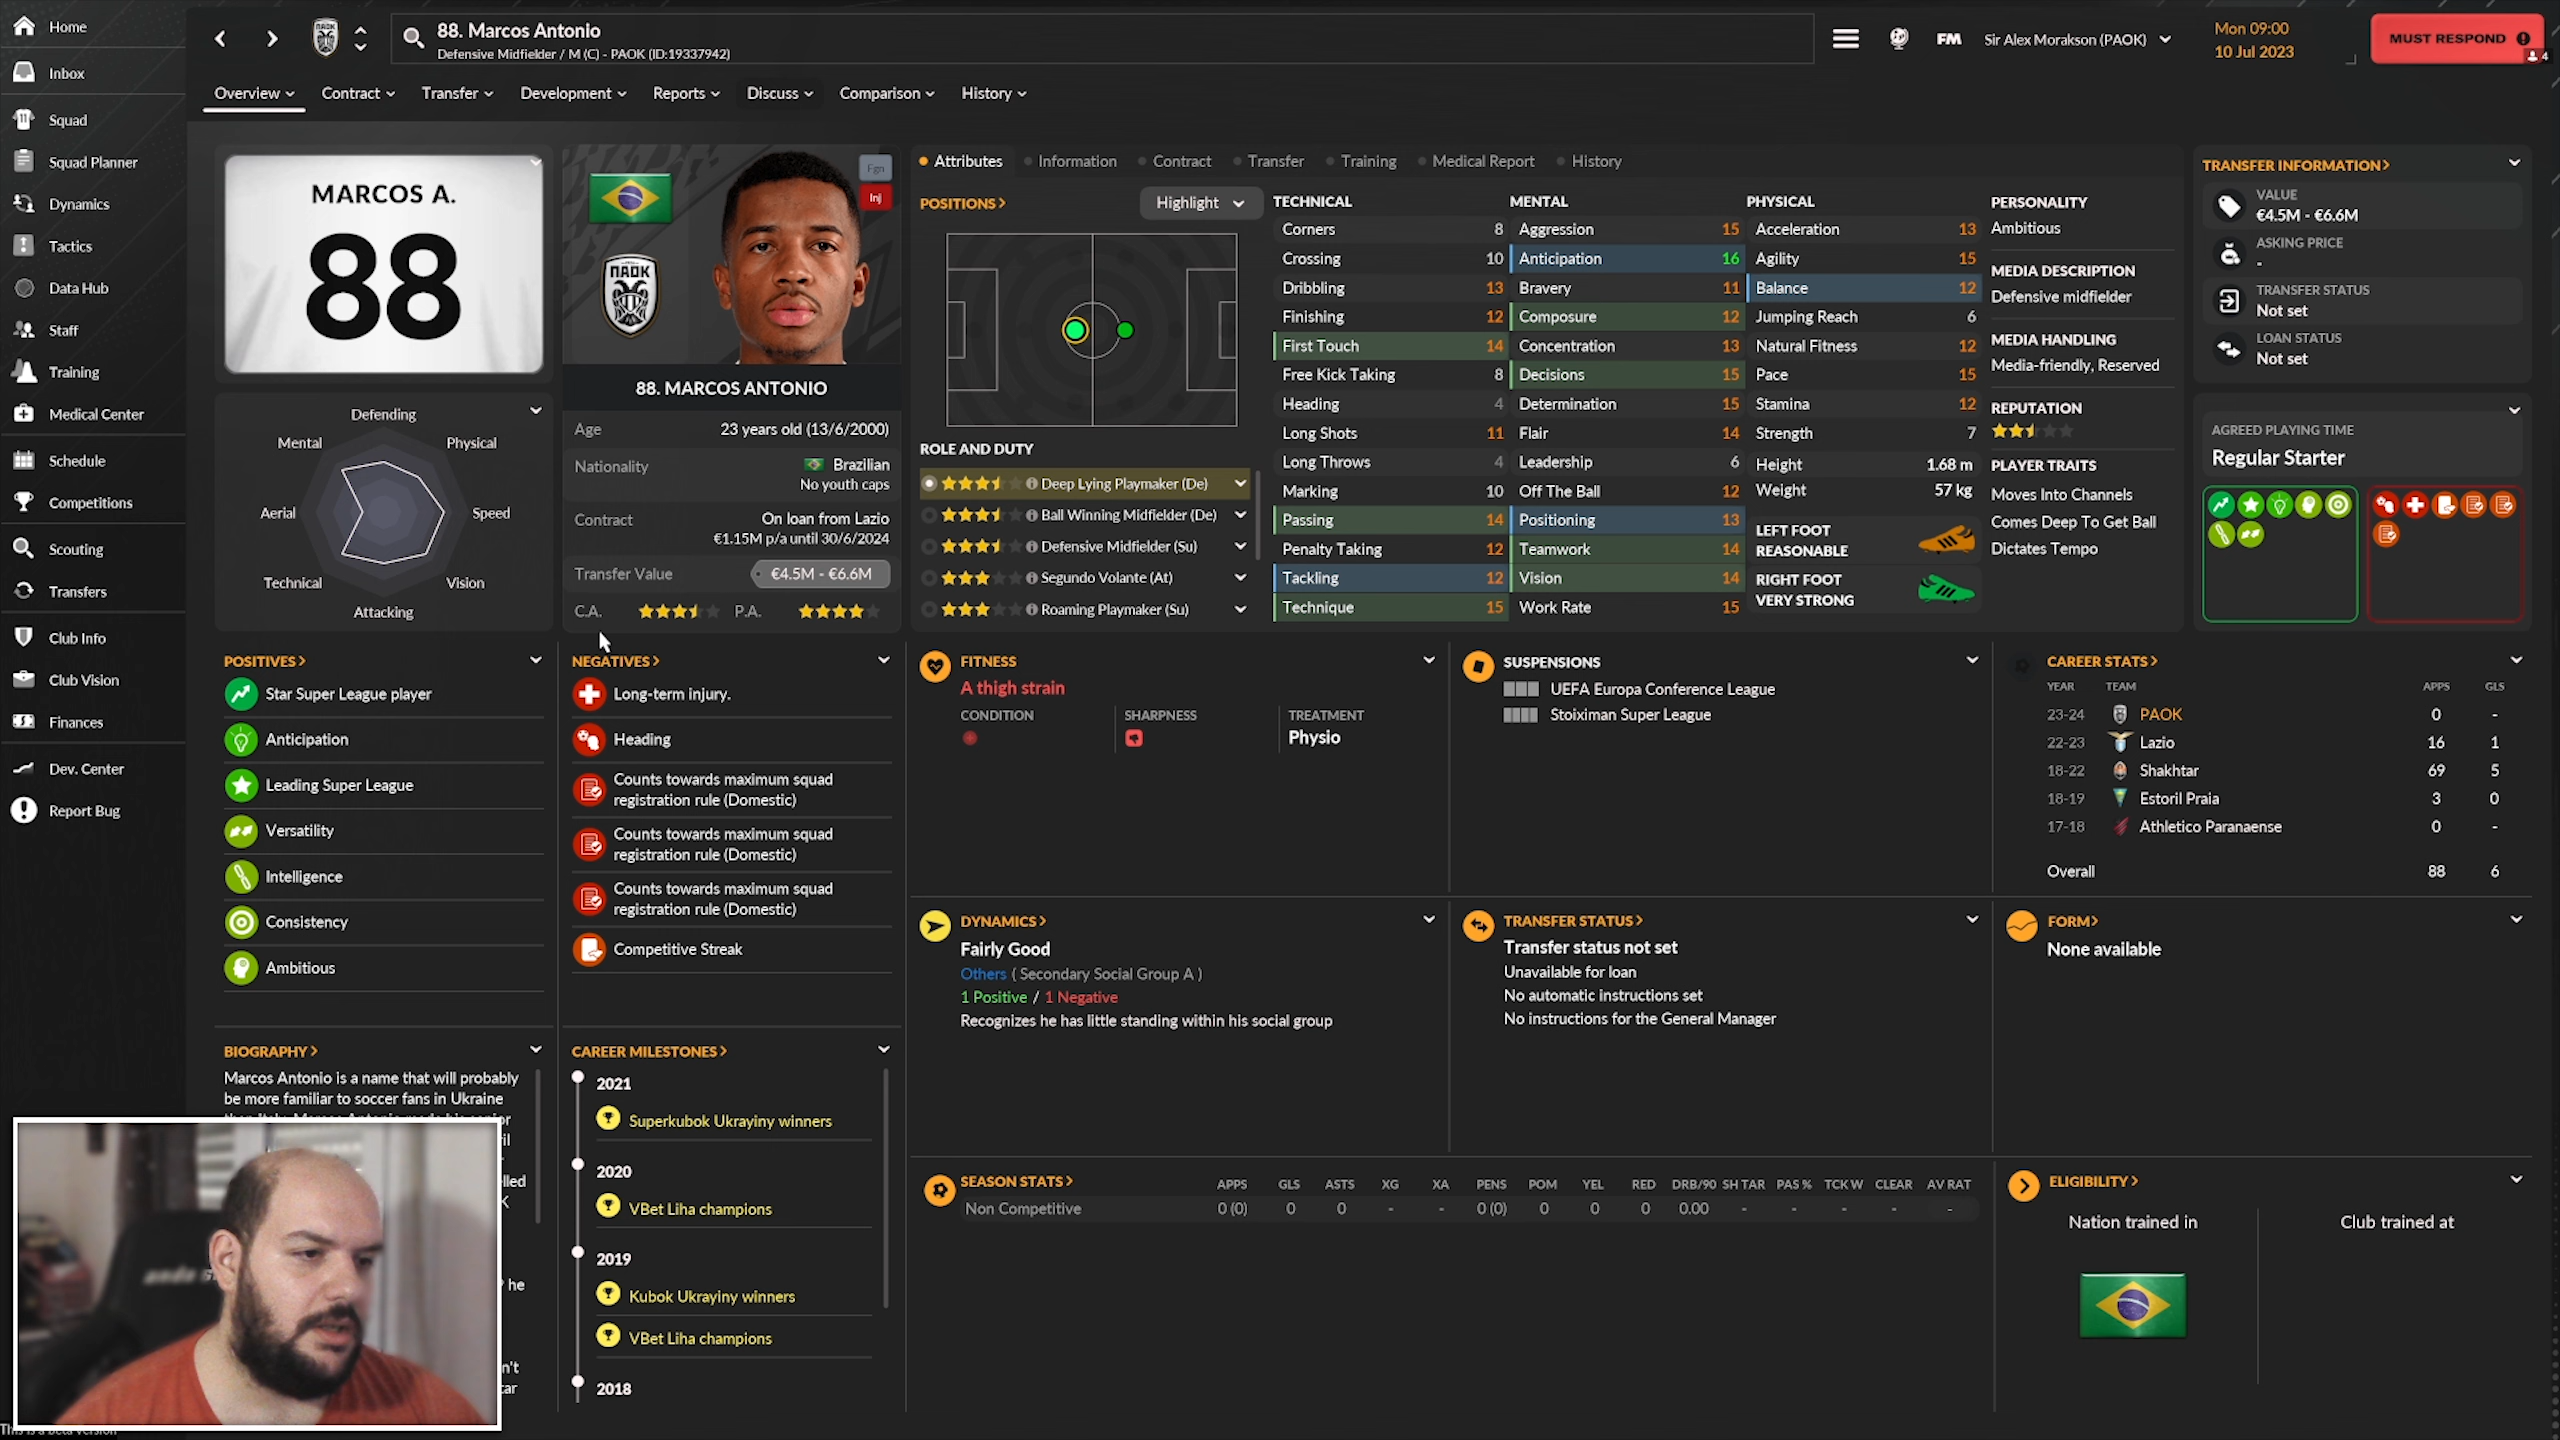 Home
Inbox
Squad
Squad Planner
Dynamics
Tactics
Data Hub
Staff
Training
Medical Center
Schedule
Competitions
Scouting
Transfers
Club Info
Club Vision
Finances
Dev. Center
Report Bug
88. Marcos Antonio
Defensive Midfielder / M (C) - PAOK (ID:19337942)
FM
Sir Alex Morakson (PAOK)
Mon 09:00
10 Jul 2023
MUST RESPOND
4
Overview
Contract
Transfer
Development
Reports
Discuss
Comparison
History
MARCOS A.
88
Defending
Mental
Physical
Aerial
Speed
Technical
Vision
Attacking
Fgn
Inj
ΠΑΟΚ
88. MARCOS ANTONIO
Age 23 years old (13/6/2000)
Nationality Brazilian
No youth caps
Contract On loan from Lazio
€1.15M p/a until 30/6/2024
Transfer Value €4.5M - €6.6M
C.A. P.A.
Attributes
Information
Contract
Transfer
Training
Medical Report
History
POSITIONS>
Highlight
ROLE AND DUTY
Deep Lying Playmaker (De)
Ball Winning Midfielder (De)
Defensive Midfielder (Su)
Segundo Volante (At)
Roaming Playmaker (Su)
TECHNICAL
Corners 8
Crossing 10
Dribbling 13
Finishing 12
First Touch 14
Free Kick Taking 8
Heading 4
Long Shots 11
Long Throws 4
Marking 10
Passing 14
Penalty Taking 12
Tackling 12
Technique 15
MENTAL
Aggression 15
Anticipation 16
Bravery 11
Composure 12
Concentration 13
Decisions 15
Determination 15
Flair 14
Leadership 6
Off The Ball 12
Positioning 13
Teamwork 14
Vision 14
Work Rate 15
PHYSICAL
Acceleration 13
Agility 15
Balance 12
Jumping Reach 6
Natural Fitness 12
Pace 15
Stamina 12
Strength 7
Height 1.68 m
Weight 57 kg
LEFT FOOT
REASONABLE
RIGHT FOOT
VERY STRONG
PERSONALITY
Ambitious
MEDIA DESCRIPTION
Defensive midfielder
MEDIA HANDLING
Media-friendly, Reserved
REPUTATION
PLAYER TRAITS
Moves Into Channels
Comes Deep To Get Ball
Dictates Tempo
TRANSFER INFORMATION>
VALUE
€4.5M - €6.6M
ASKING PRICE
-
TRANSFER STATUS
Not set
LOAN STATUS
Not set
AGREED PLAYING TIME
Regular Starter
POSITIVES>
Star Super League player
Anticipation
Leading Super League
Versatility
Intelligence
Consistency
Ambitious
NEGATIVES>
Long-term injury.
Heading
Counts towards maximum squad
registration rule (Domestic)
Counts towards maximum squad
registration rule (Domestic)
Counts towards maximum squad
registration rule (Domestic)
Competitive Streak
FITNESS
A thigh strain
CONDITION
SHARPNESS
TREATMENT
Physio
SUSPENSIONS
UEFA Europa Conference League
Stoiximan Super League
CAREER STATS>
YEAR TEAM APPS GLS
23-24 PAOK 0 -
22-23 Lazio 16 1
18-22 Shakhtar 69 5
18-19 Estoril Praia 3 0
17-18 Athletico Paranaense 0 -
Overall 88 6
DYNAMICS>
Fairly Good
Others ( Secondary Social Group A )
1 Positive / 1 Negative
Recognizes he has little standing within his social group
TRANSFER STATUS>
Transfer status not set
Unavailable for loan
No automatic instructions set
No instructions for the General Manager
FORM>
None available
BIOGRAPHY>
Marcos Antonio is a name that will probably
be more familiar to soccer fans in Ukraine
he
CAREER MILESTONES>
2021
Superkubok Ukrayiny winners
2020
VBet Liha champions
2019
Kubok Ukrayiny winners
VBet Liha champions
2018
SEASON STATS> APPS GLS ASTS XG XA PENS POM YEL RED DRB/90 SH TAR PAS % TCK W CLEAR AV RAT
Non Competitive 0 (0) 0 0 - - 0 (0) 0 0 0 0.00 - - - - -
ELIGIBILITY>
Nation trained in
Club trained at
This is a beta version